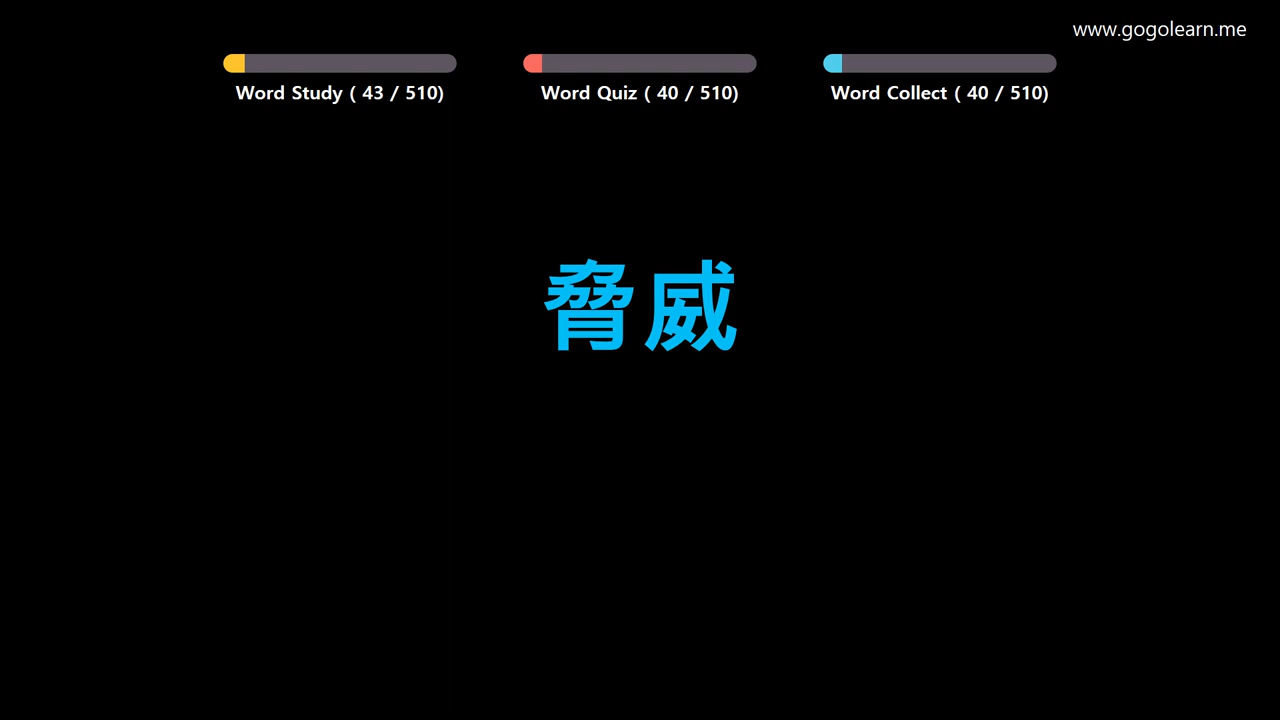 www.gogolearn.me
Word Study ( 43 / 510)
Word Quiz ( 40 / 510)
Word Collect ( 40 / 510)
脅威